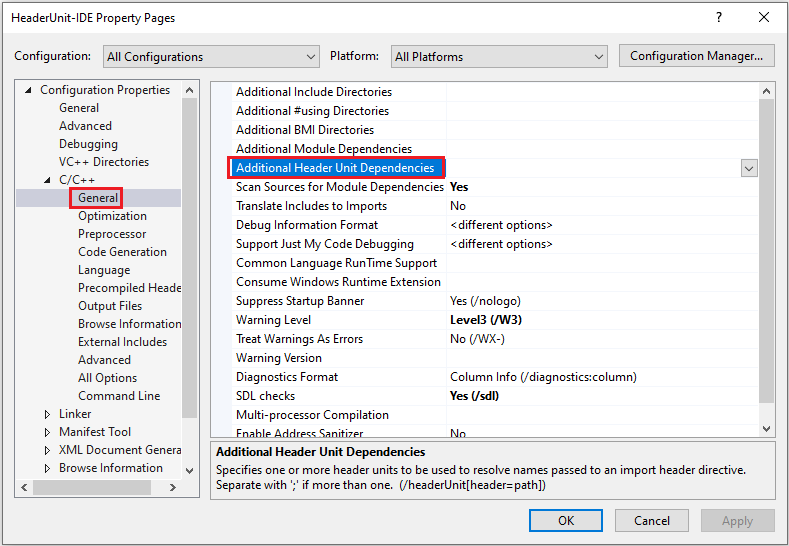 HeaderUnit-IDE Property Pages
?
Configuration: All Configurations Platform: All Platforms Configuration Manager...
Configuration Properties
General
Advanced
Debugging
VC++ Directories
C/C++
General
Optimization
Preprocessor
Code Generation
Language
Precompiled Heade
Output Files
Browse Information
External Includes
Advanced
All Options
Command Line
Linker
Manifest Tool
XML Document Genera
Browse Information
Additional Include Directories
Additional #using Directories
Additional BMI Directories
Additional Module Dependencies
Additional Header Unit Dependencies
Scan Sources for Module Dependencies Yes
Translate Includes to Imports No
Debug Information Format <different options>
Support Just My Code Debugging <different options>
Common Language RunTime Support
Consume Windows Runtime Extension
Suppress Startup Banner Yes (/nologo)
Warning Level Level3 (/W3)
Treat Warnings As Errors No (/WX-)
Warning Version
Diagnostics Format Column Info (/diagnostics:column)
SDL checks Yes (/sdl)
Multi-processor Compilation
Enable Address Sanitizer No
Additional Header Unit Dependencies
Specifies one or more header units to be used to resolve names passed to an import header directive.
Separate with ';' if more than one. (/headerUnit[header=path])
OK Cancel Apply